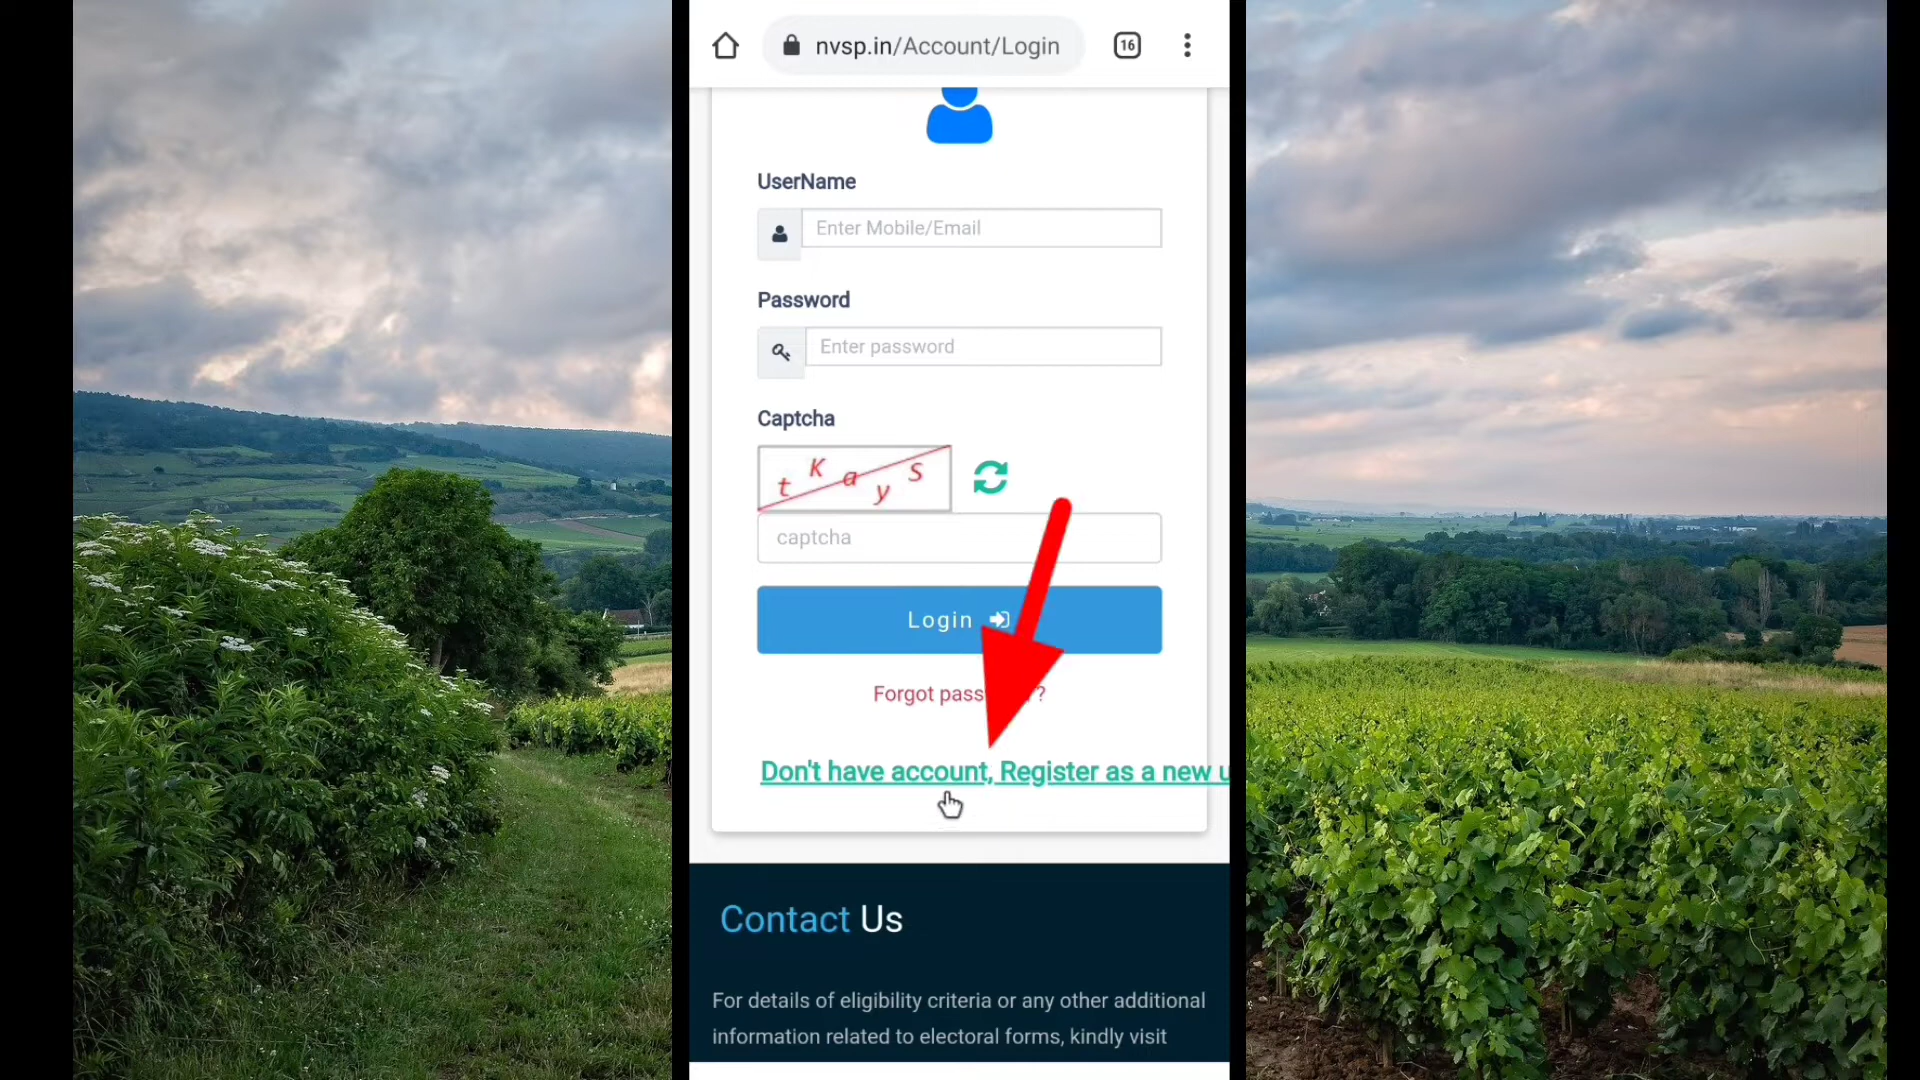 nvsp.in/Account/Login
16
UserName
Enter Mobile/Email
Password
Enter password
Captcha
t K a y S
captcha
Login
Forgot pass ?
Don't have account, Register as a new u
Contact Us
For details of eligibility criteria or any other additional
information related to electoral forms, kindly visit